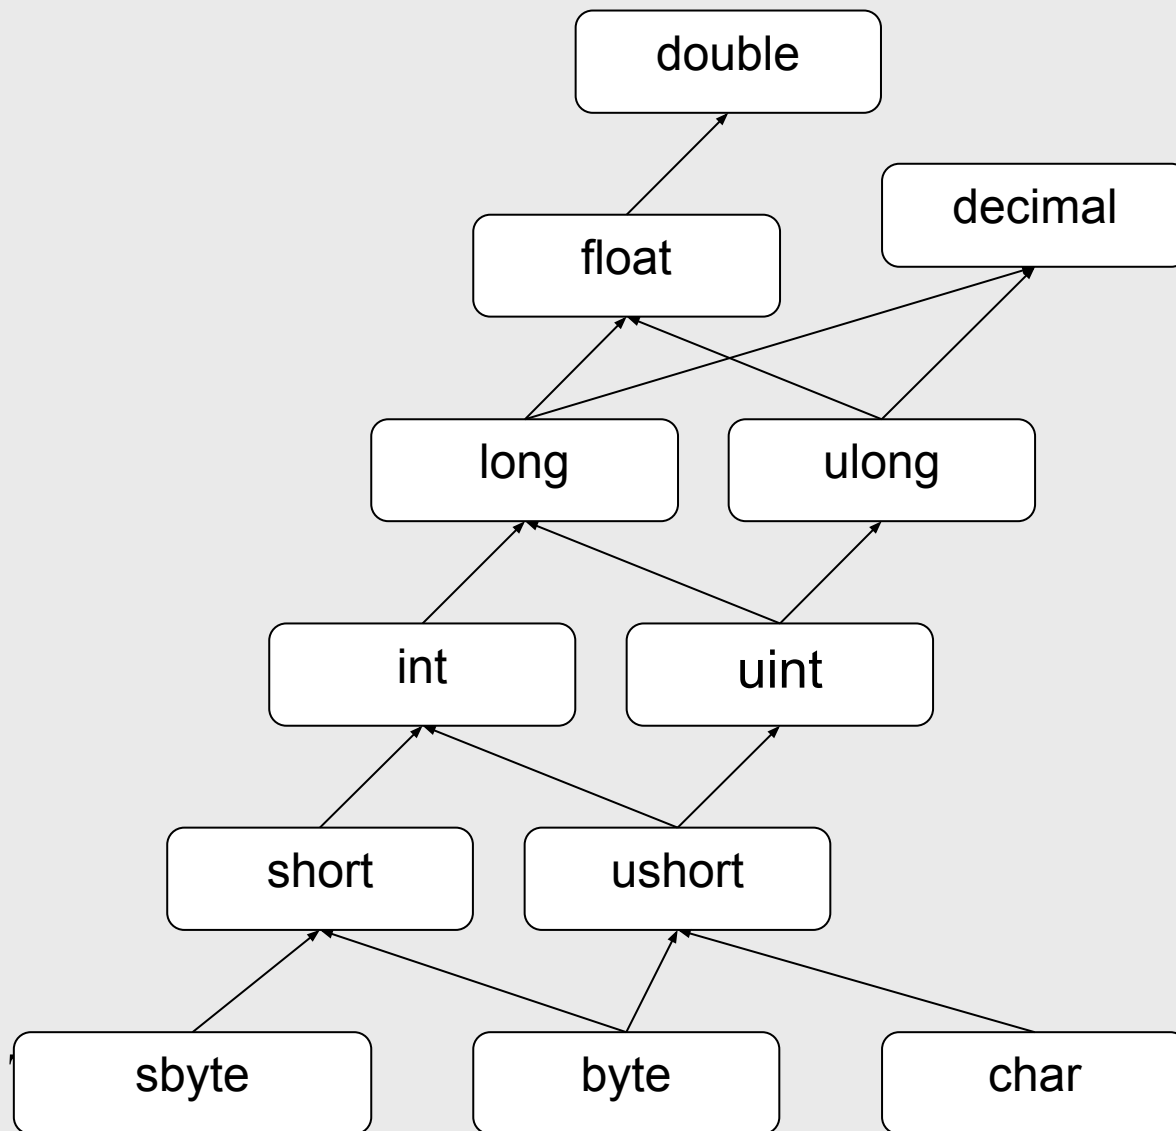 double
decimal
float
long
ulong
int
uint
short
ushort
sbyte
byte
char